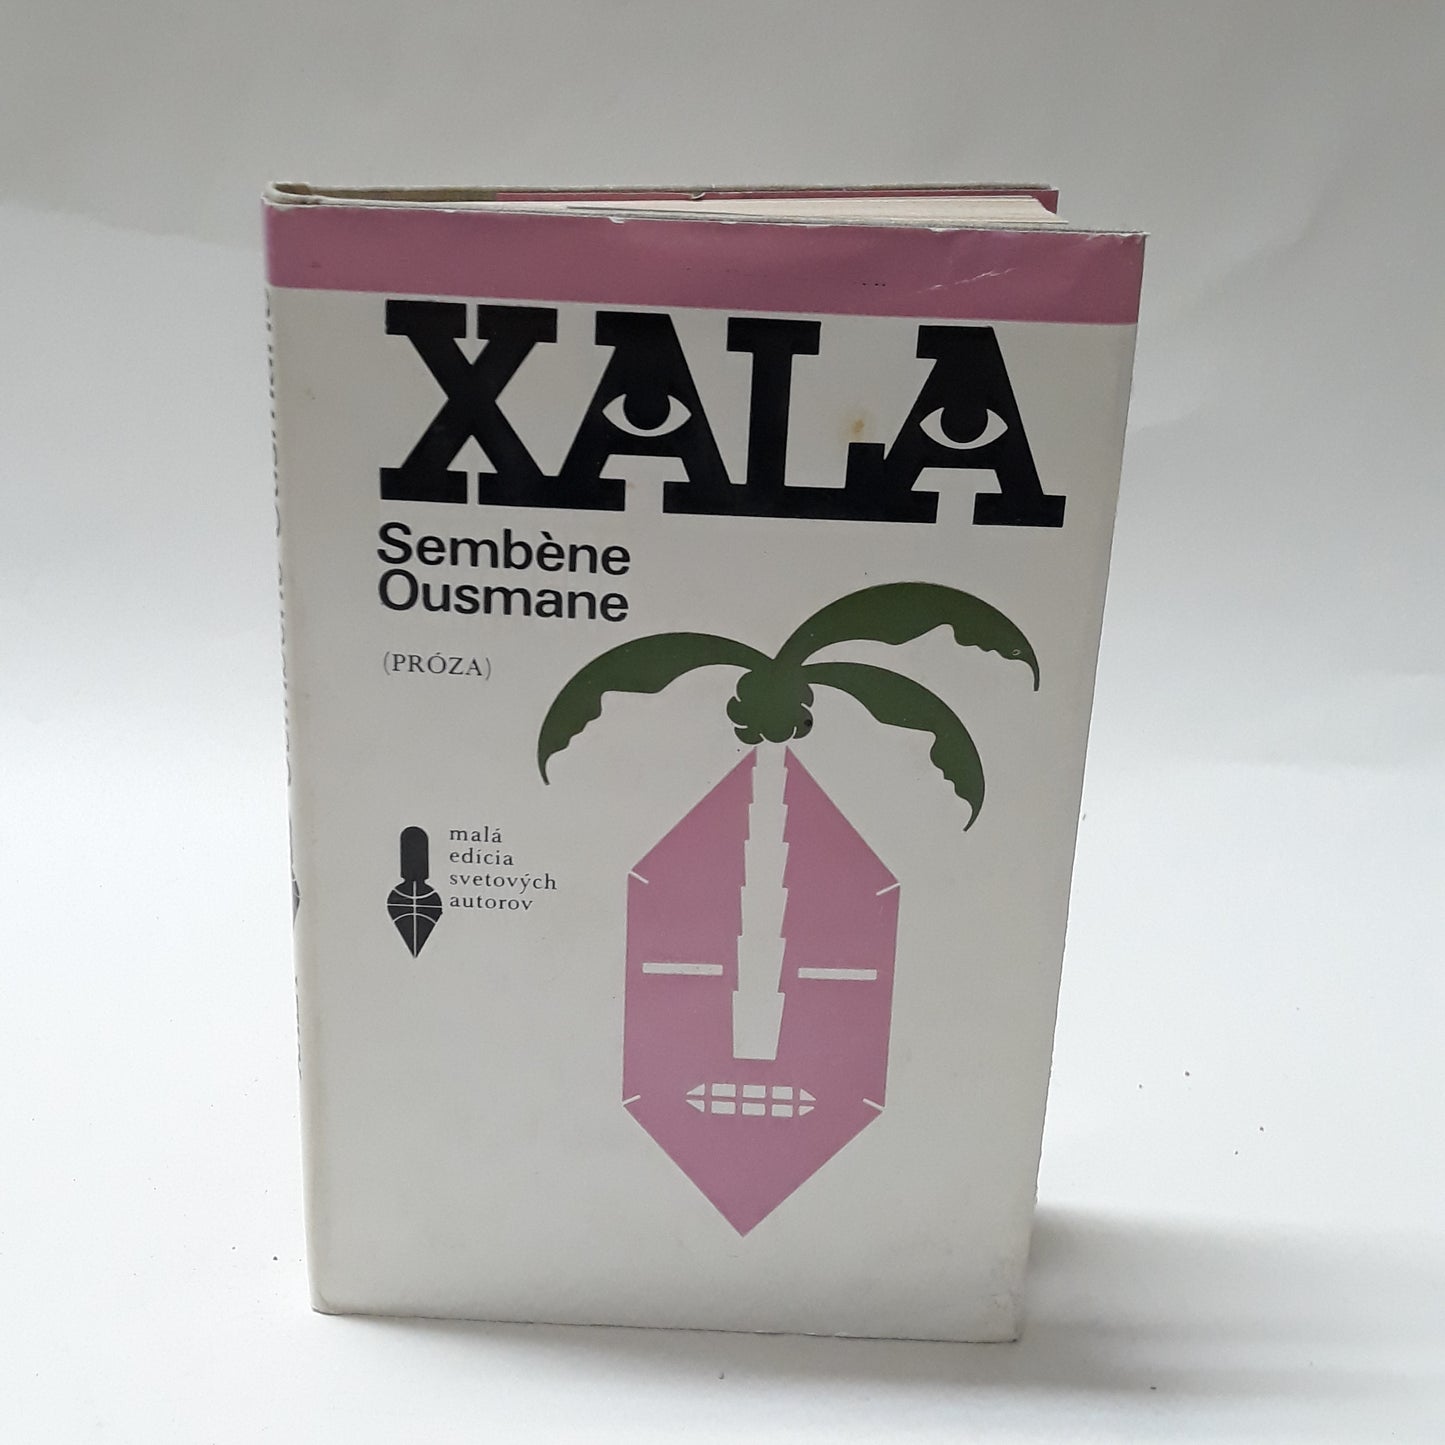 XALA
Sembène
Ousmane
(PRÓZA)
malá
edícia
svetových
autorov